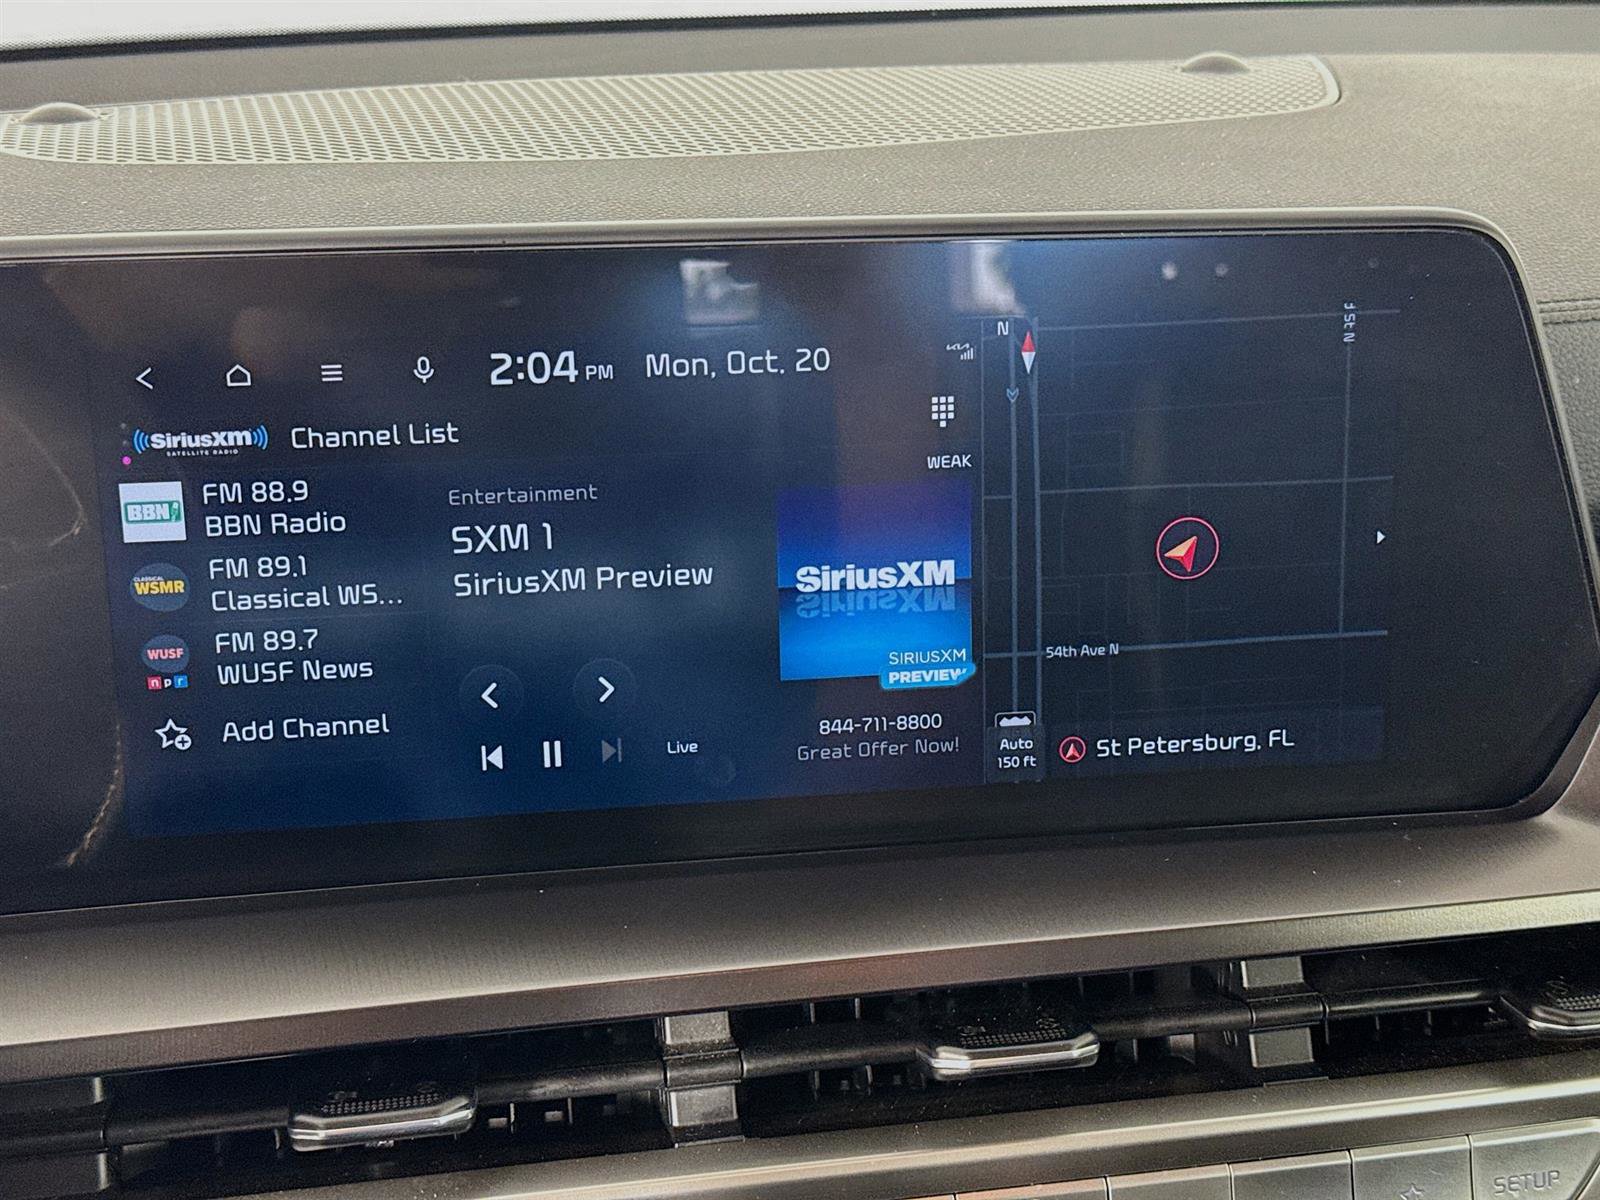 2:04 PM Mon, Oct. 20
SiriusXM
SATELLITE RADIO
Channel List
BBN
FM 88.9
BBN Radio
CLASSICAL
WSMR
FM 89.1
Classical WS...
WUSF
npr
FM 89.7
WUSF News
Add Channel
Entertainment
SXM 1
SiriusXM Preview
Live
KIA
WEAK
SiriusXM
SIRIUSXM
PREVIEW
844-711-8800
Great Offer Now!
N
d St N
54th Ave N
Auto
150 ft
St Petersburg, FL
SETUP